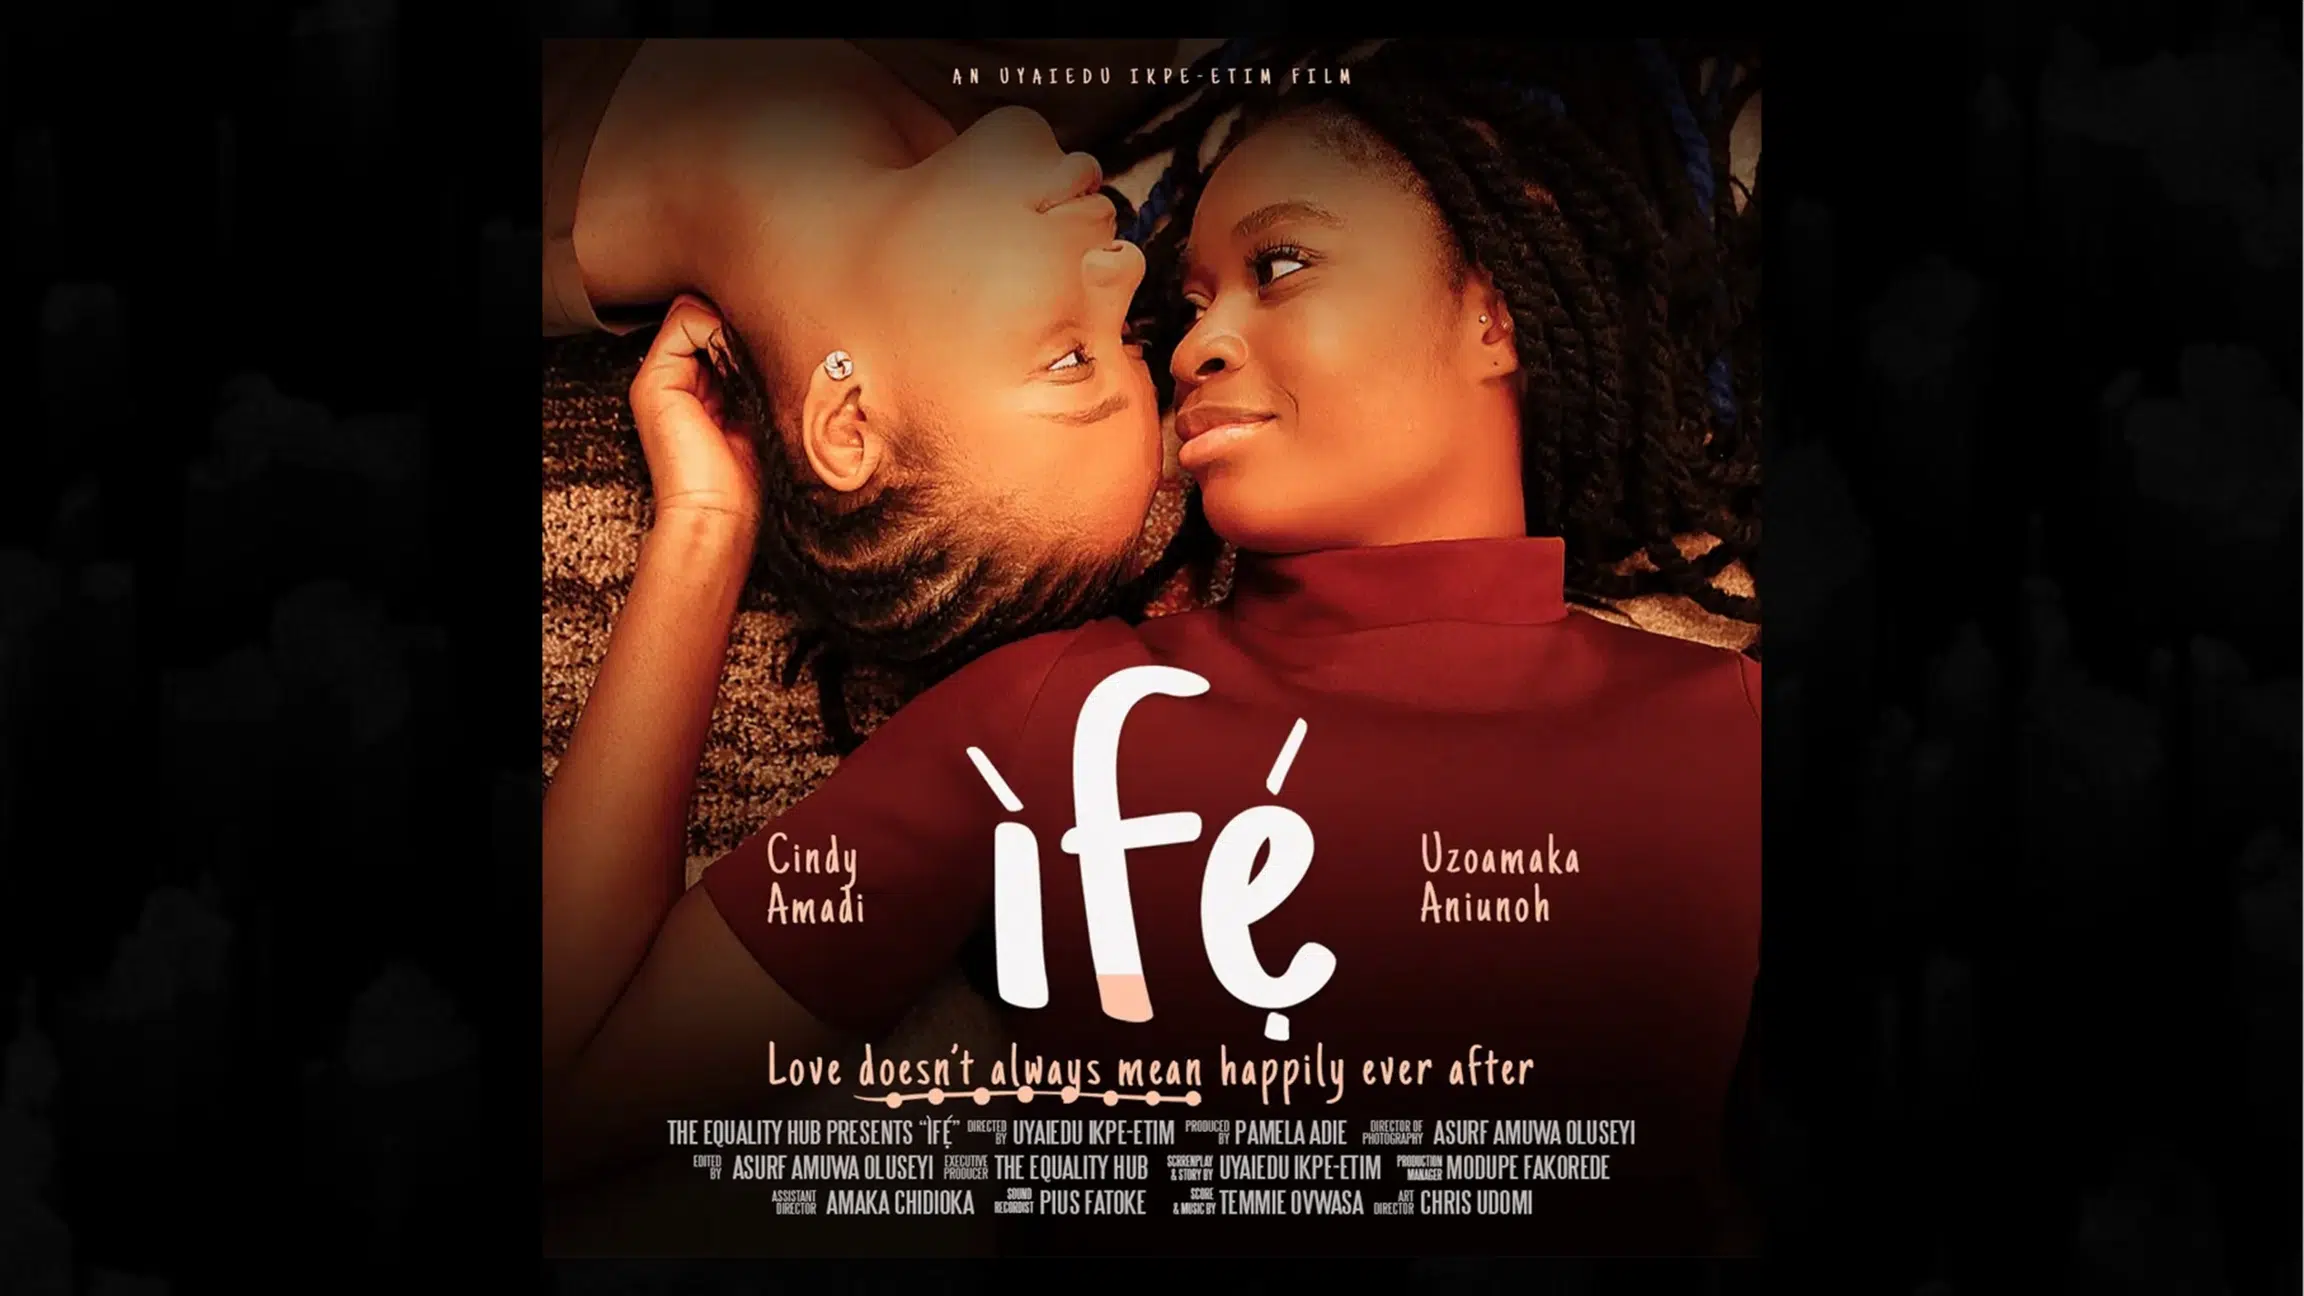 AN UYAIEDU IKPE-ETIM FILM
ìfẹ́
Cindy
Amadi
Uzoamaka
Aniunoh
Love doesn't always mean happily ever after
THE EQUALITY HUB PRESENTS “ÌFẸ́” DIRECTED BY UYAIEDU IKPE-ETIM PRODUCED BY PAMELA ADIE DIRECTOR OF PHOTOGRAPHY ASURF AMUWA OLUSEYI
EDITED BY ASURF AMUWA OLUSEYI EXECUTIVE PRODUCER THE EQUALITY HUB SCRRENPLAY & STORY BY UYAIEDU IKPE-ETIM PRODUCTION MANAGER MODUPE FAKOREDE
ASSISTANT DIRECTOR AMAKA CHIDIOKA SOUND RECORDIST PIUS FATOKE SCORE & MUSIC BY TEMMIE OVWASA ART DIRECTOR CHRIS UDOMI